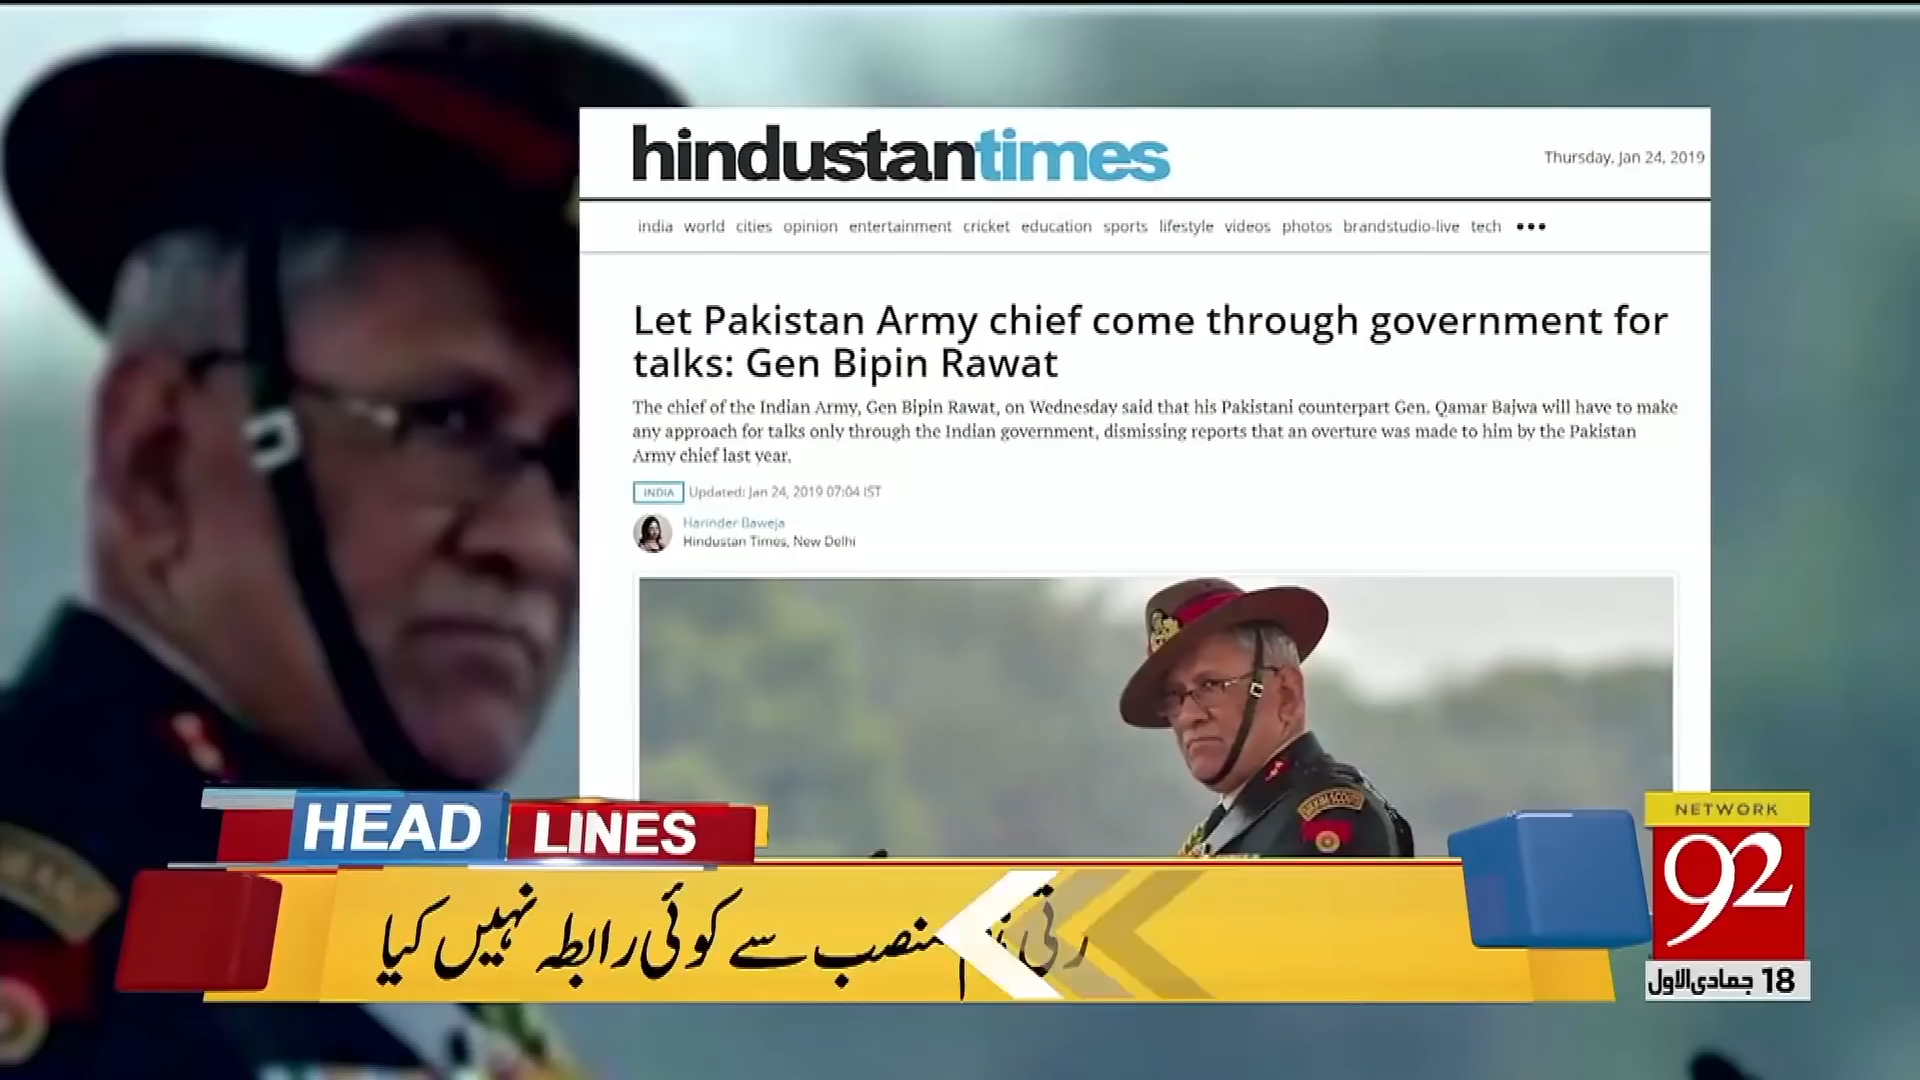 hindustantimes
Thursday, Jan 24, 2019
india world cities opinion entertainment cricket education sports lifestyle videos photos brandstudio-live tech •••
Let Pakistan Army chief come through government for
talks: Gen Bipin Rawat
The chief of the Indian Army, Gen Bipin Rawat, on Wednesday said that his Pakistani counterpart Gen. Qamar Bajwa will have to make
any approach for talks only through the Indian government, dismissing reports that an overture was made to him by the Pakistan
Army chief last year.
INDIA Updated: Jan 24, 2019 07:04 IST
Harinder Baweja
Hindustan Times, New Delhi
HEAD LINES
منصب سے کوئی رابطہ نہیں کیا
NETWORK
92
18 جمادی الاول